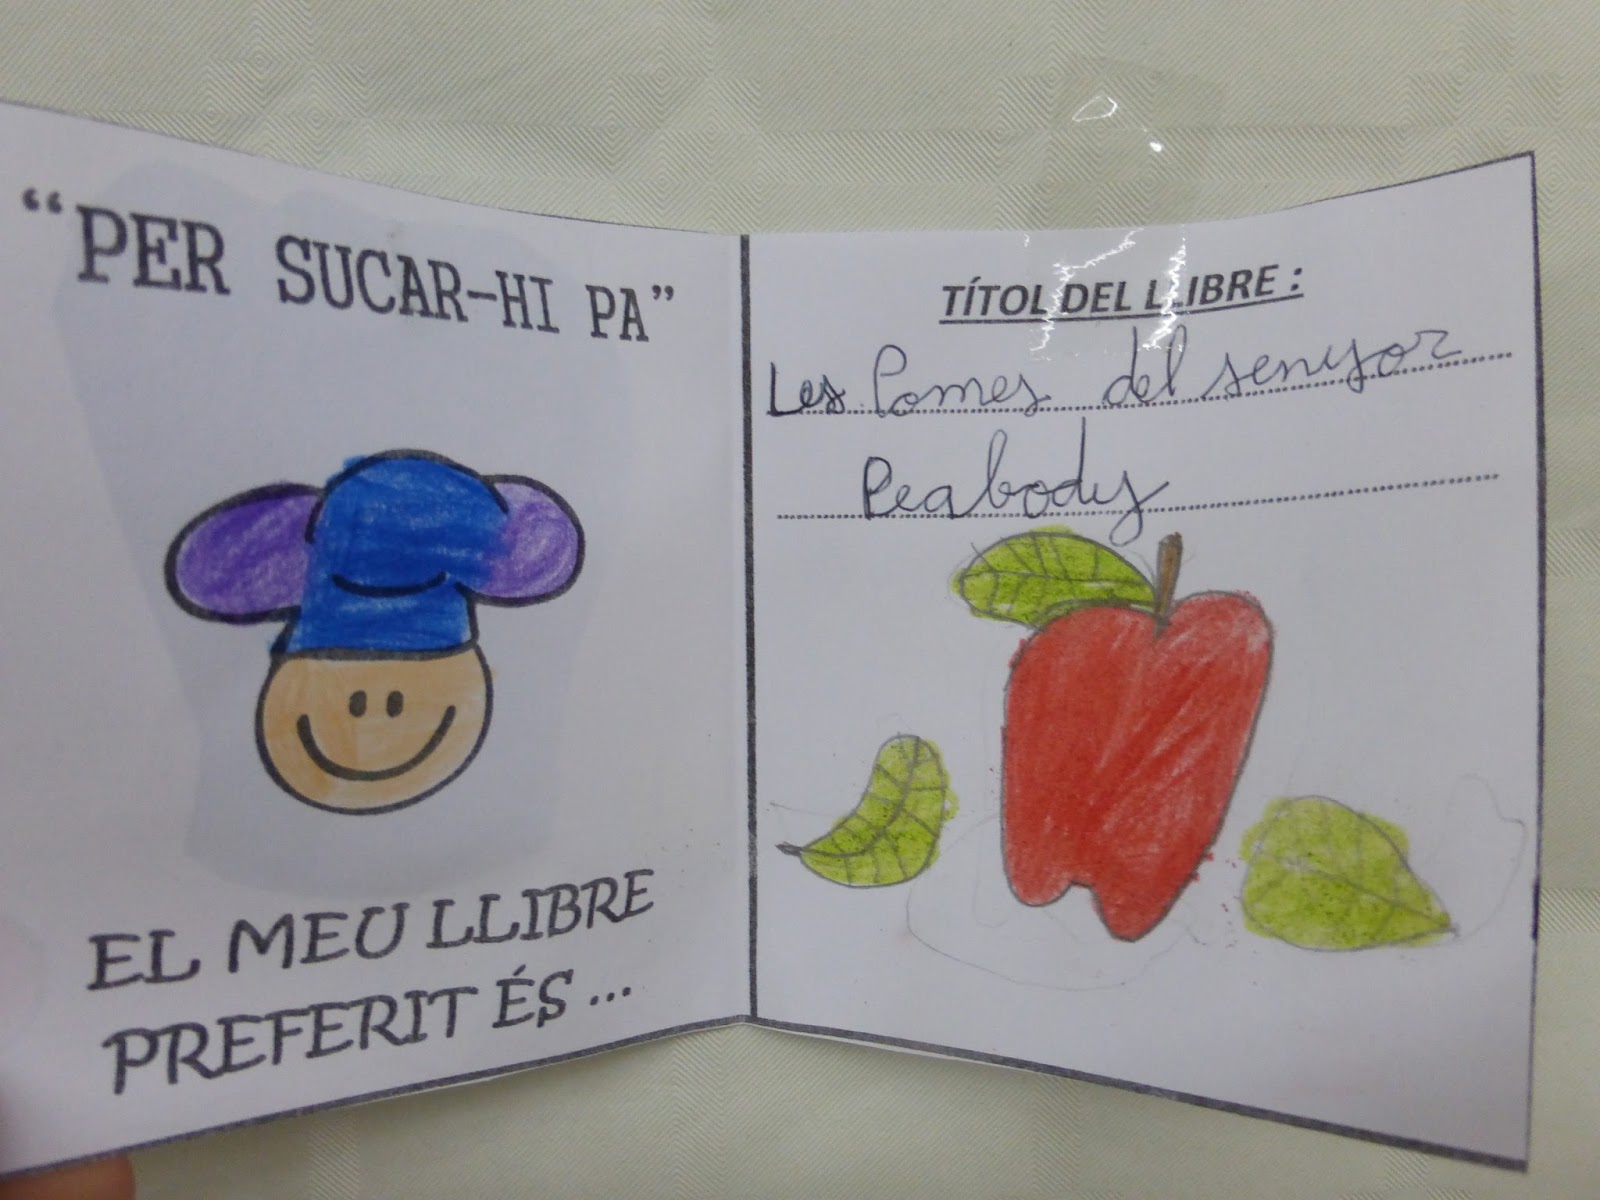 “PER SUCAR-HI PA”
EL MEU LLIBRE
PREFERIT ÉS ...
TÍTOL DEL LLIBRE :
Les Pomes del senyor
Peabody